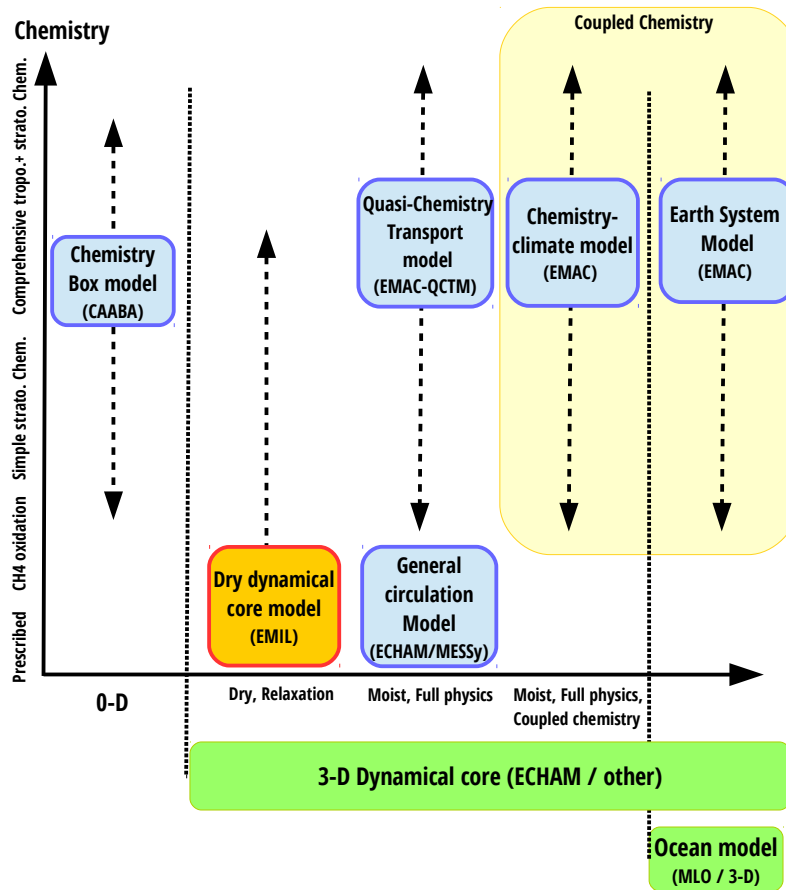 Chemistry
Coupled Chemistry
Comprehensive tropo.+ strato. Chem.
Simple strato. Chem.
CH4 oxidation
Prescribed
Chemistry
Box model
(CAABA)
Quasi-Chemistry
Transport
model
(EMAC-QCTM)
Chemistry-
climate model
(EMAC)
Earth System
Model
(EMAC)
Dry dynamical
core model
(EMIL)
General
circulation
Model
(ECHAM/MESSy)
0-D
Dry, Relaxation
Moist, Full physics
Moist, Full physics,
Coupled chemistry
3-D Dynamical core (ECHAM / other)
Ocean model
(MLO / 3-D)